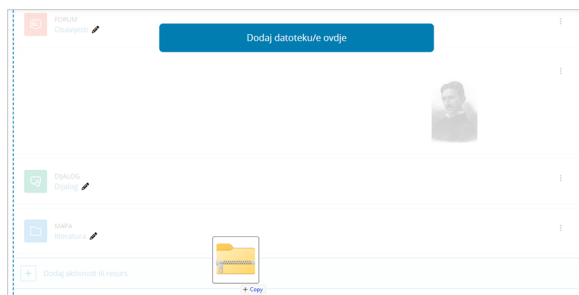 FORUM
Obavijesti
Dodaj datoteku/e ovdje
DIJALOG
Dijalog
MAPA
literatura
Dodaj aktivnost ili resurs
+ Copy